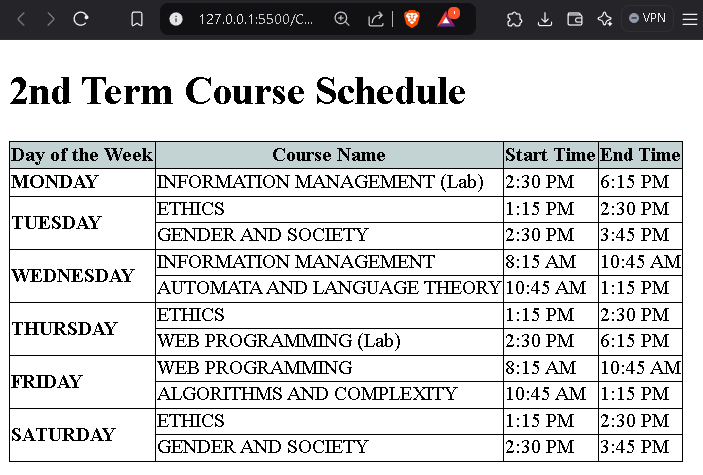 127.0.0.1:5500/C...
1
VPN
2nd Term Course Schedule
Day of the Week Course Name Start Time End Time
MONDAY INFORMATION MANAGEMENT (Lab) 2:30 PM 6:15 PM
TUESDAY ETHICS 1:15 PM 2:30 PM
GENDER AND SOCIETY 2:30 PM 3:45 PM
WEDNESDAY INFORMATION MANAGEMENT 8:15 AM 10:45 AM
AUTOMATA AND LANGUAGE THEORY 10:45 AM 1:15 PM
THURSDAY ETHICS 1:15 PM 2:30 PM
WEB PROGRAMMING (Lab) 2:30 PM 6:15 PM
FRIDAY WEB PROGRAMMING 8:15 AM 10:45 AM
ALGORITHMS AND COMPLEXITY 10:45 AM 1:15 PM
SATURDAY ETHICS 1:15 PM 2:30 PM
GENDER AND SOCIETY 2:30 PM 3:45 PM